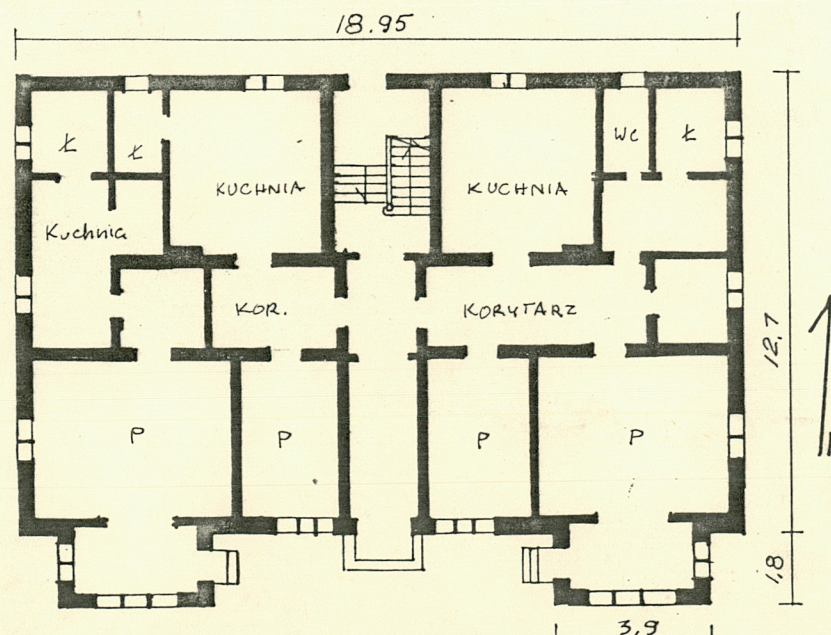 18.95
Ł
Ł
WC
Ł
KUCHNIA
KUCHNIA
Kuchnia
KOR.
KORYTARZ
12,7
P
P
P
P
1,8
3,9